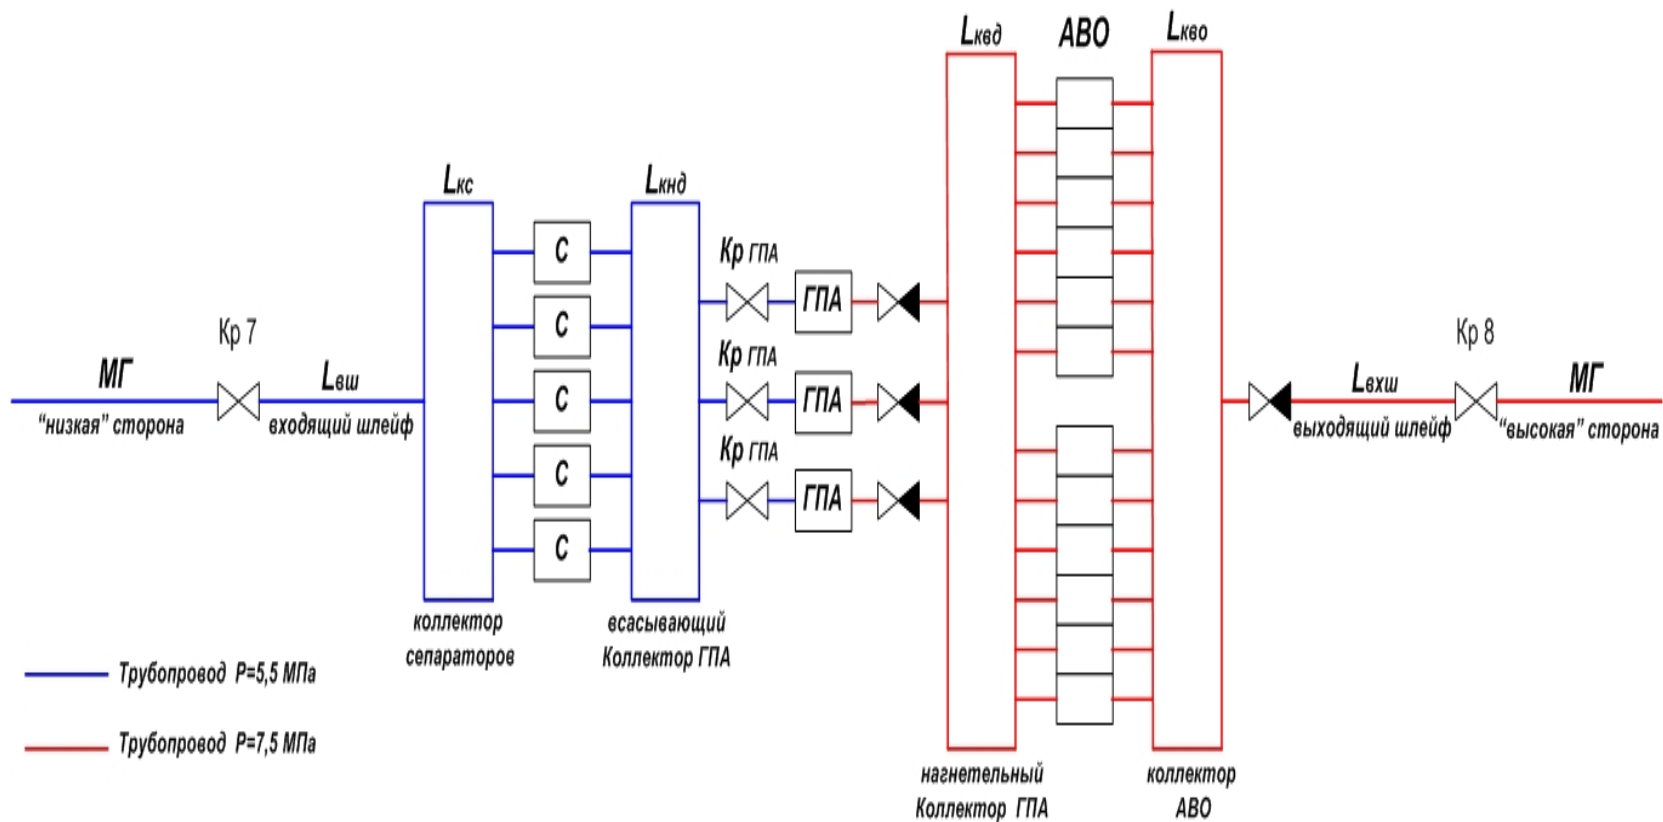 Lквд
АВО
Lкво
Lкс
Lкнд
С
С
С
С
С
Кр ГПА
ГПА
Кр ГПА
ГПА
Кр ГПА
ГПА
Кр 7
МГ
“низкая” сторона
Lвш
входящий шлейф
Кр 8
Lвхш
выходящий шлейф
МГ
“высокая” сторона
коллектор
сепараторов
всасывающий
Коллектор ГПА
нагнетельный
Коллектор ГПА
коллектор
АВО
Трубопровод Р=5,5 МПа
Трубопровод Р=7,5 МПа